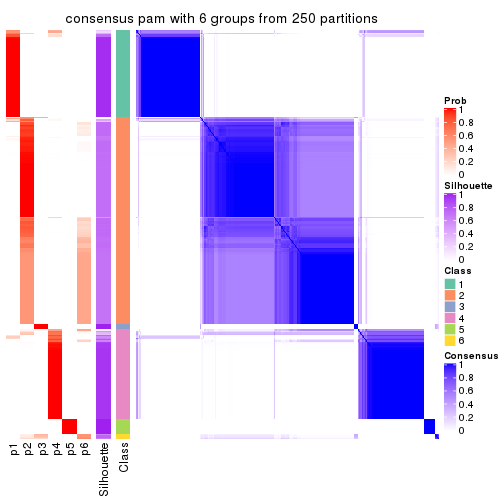 consensus pam with 6 groups from 250 partitions
Prob
1
0.8
0.6
0.4
0.2
0
Silhouette
1
0.8
0.6
0.4
0.2
0
Class
1
2
3
4
5
6
Consensus
1
0.8
0.6
0.4
0.2
0
p1
p2
p3
p4
p5
p6
Silhouette
Class